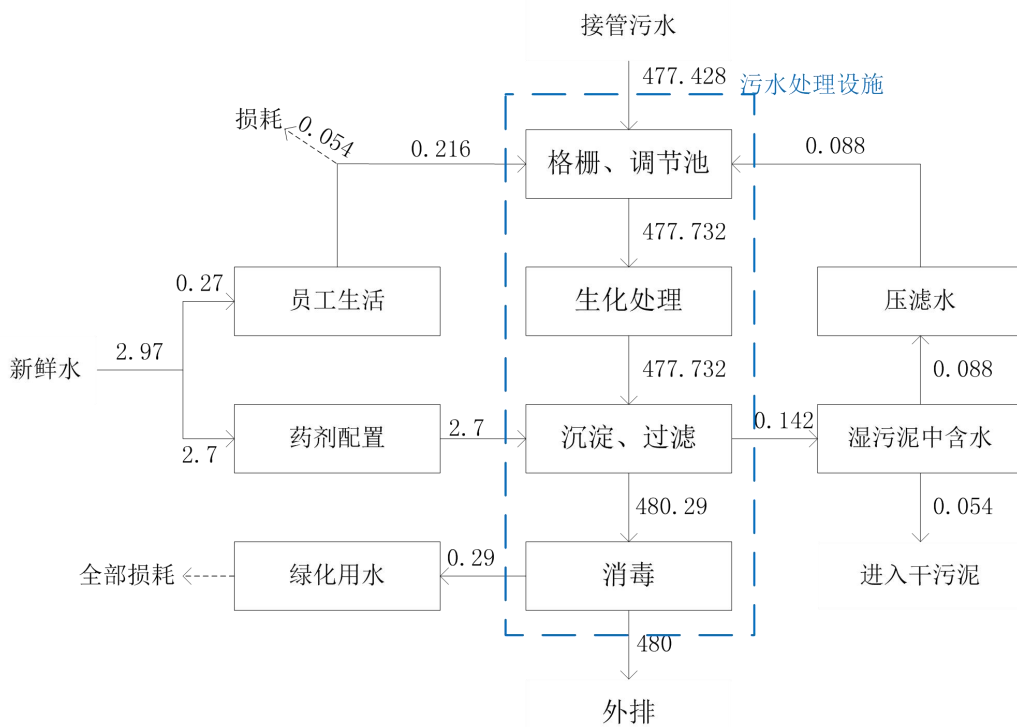 接管污水
477.428
污水处理设施
损耗
0.054
0.216
格栅、调节池
0.088
477.732
0.27
员工生活
生化处理
压滤水
新鲜水
2.97
477.732
0.088
2.7
药剂配置
2.7
沉淀、过滤
0.142
湿污泥中含水
480.29
0.054
全部损耗
绿化用水
0.29
消毒
进入干污泥
480
外排